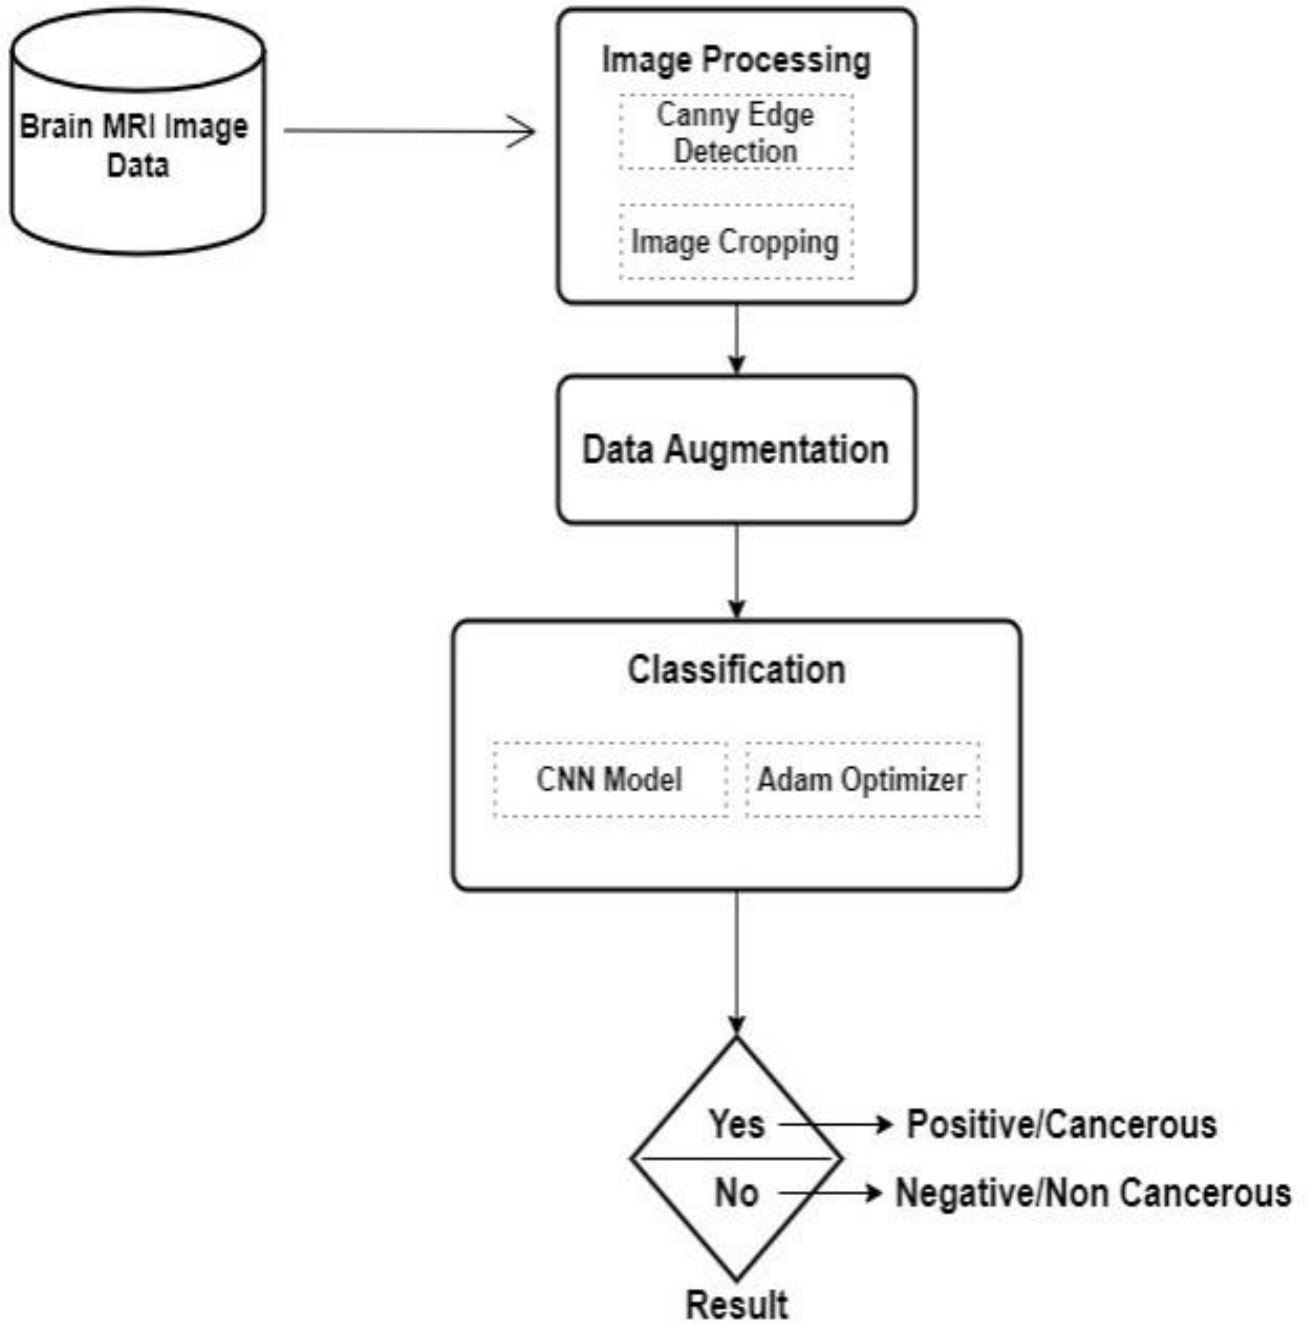 Brain MRI Image
Data
Image Processing
Canny Edge
Detection
Image Cropping
Data Augmentation
Classification
CNN Model
Adam Optimizer
Yes
Positive/Cancerous
No
Negative/Non Cancerous
Result